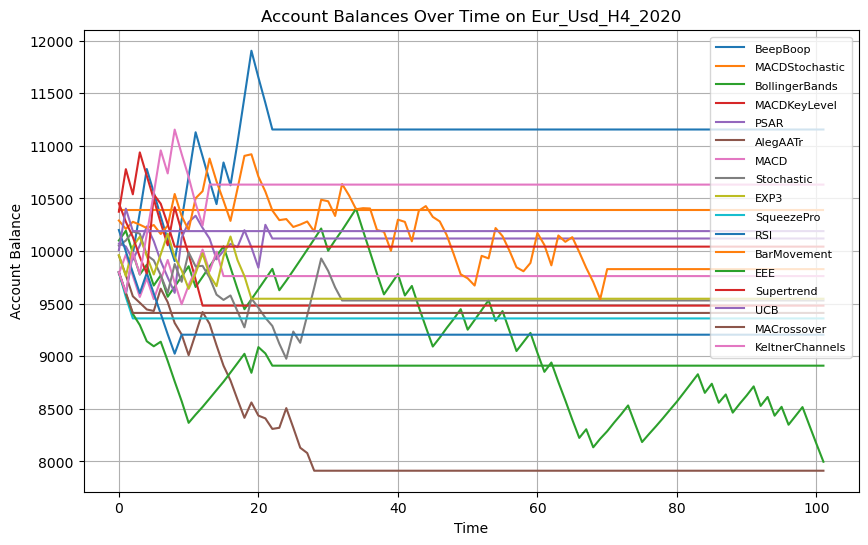 Account Balances Over Time on Eur_Usd_H4_2020
12000
11500
11000
10500
10000
9500
9000
8500
8000
Account Balance
0
20
40
60
80
100
Time
BeepBoop
MACDStochastic
BollingerBands
MACDKeyLevel
PSAR
AlegAATr
MACD
Stochastic
EXP3
SqueezePro
RSI
BarMovement
EEE
Supertrend
UCB
MACrossover
KeltnerChannels